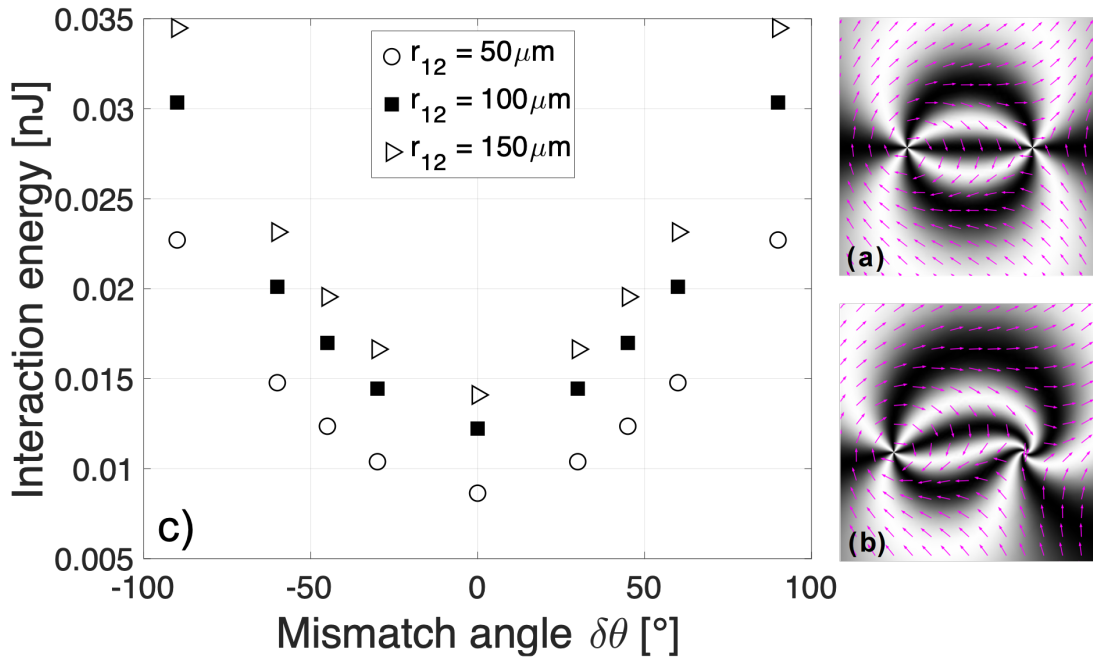 0.035
0.03
0.025
0.02
0.015
0.01
0.005
Interaction energy [nJ]
r12 = 50μm
r12 = 100μm
r12 = 150μm
c)
-100
-50
0
50
100
Mismatch angle δθ [°]
(a)
(b)